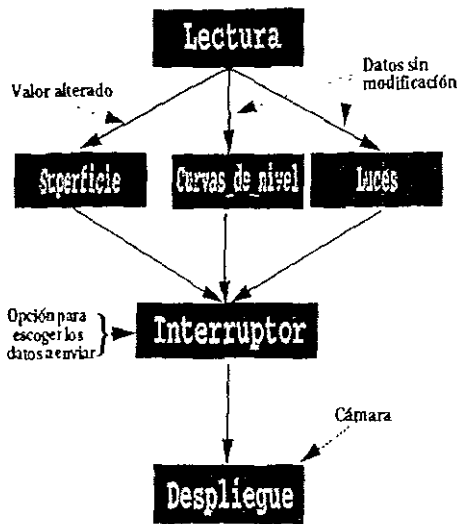 Lectura
Valor alterado
Datos sin
modificación
Superficie
Curvas_de_nivel
Luces
Opción para
escoger los
datos a enviar
Interruptor
Cámara
Despliegue